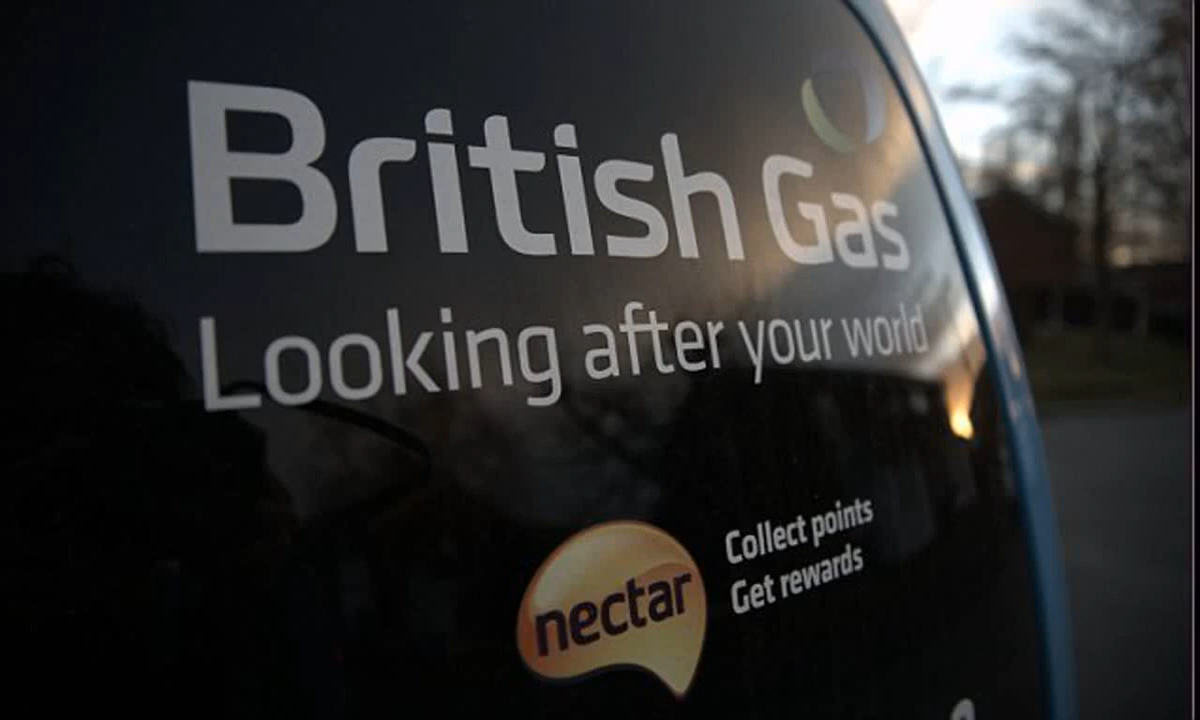 British Gas
Looking after your world
nectar
Collect points
Get rewards